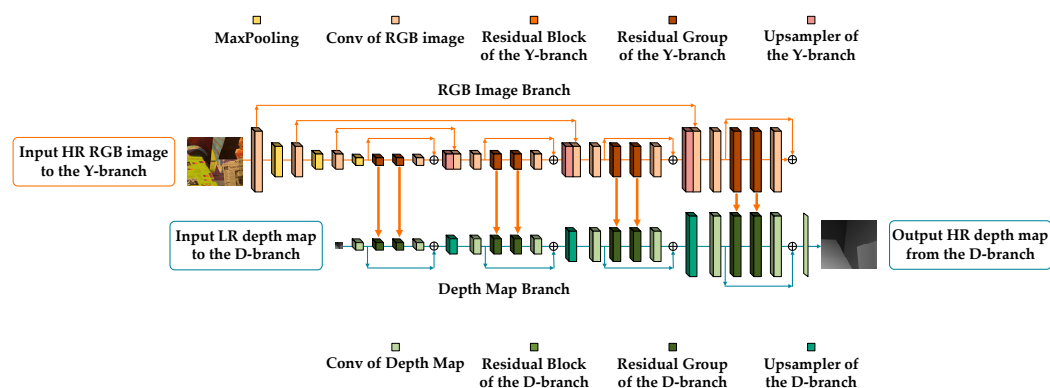 MaxPooling
Conv of RGB image
Residual Block
of the Y-branch
Residual Group
of the Y-branch
Upsampler of
the Y-branch
RGB Image Branch
Input HR RGB image
to the Y-branch
Input LR depth map
to the D-branch
Output HR depth map
from the D-branch
Depth Map Branch
Conv of Depth Map
Residual Block
of the D-branch
Residual Group
of the D-branch
Upsampler of
the D-branch